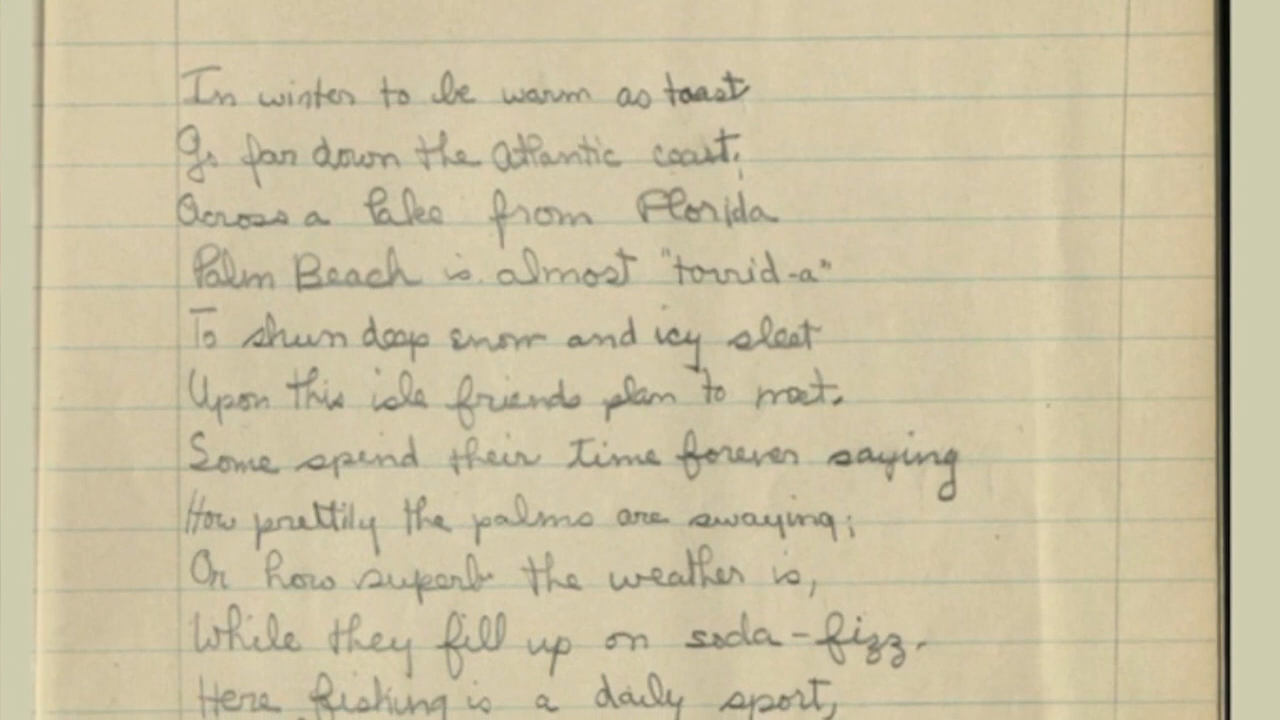 In winter to be warm as toast
Go far down the Atlantic coast.
Across a lake from Florida
Palm Beach is almost "torrid-a"
To shun deep snow and icy sleet
Upon this isle friends plan to meet.
Some spend their time forever saying
How prettily the palms are swaying;
Or how superb the weather is,
While they fill up on soda-fizz.
Here fishing is a daily sport,